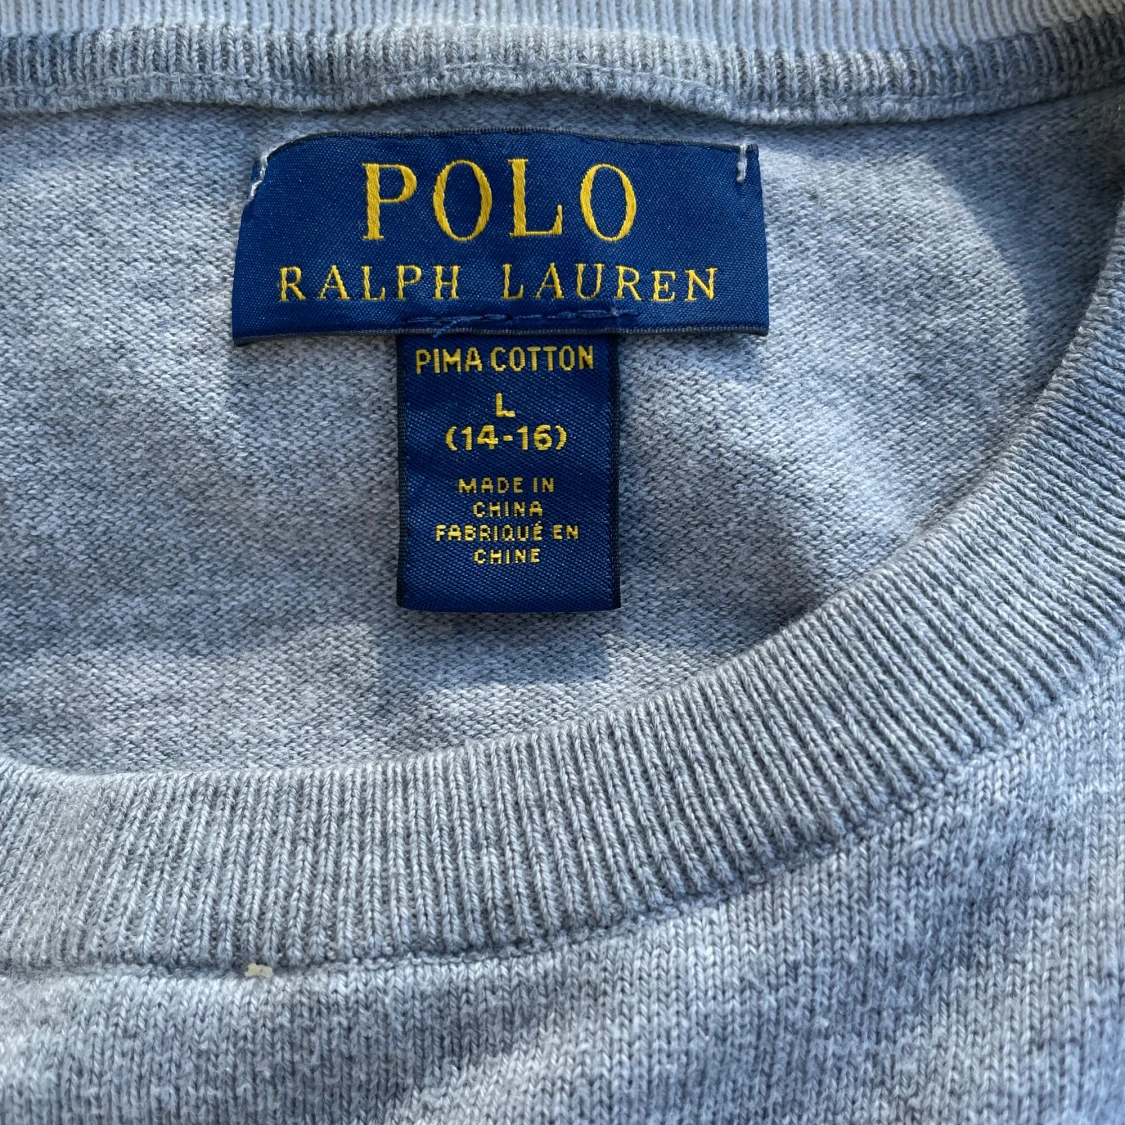 POLO
RALPH LAUREN
PIMA COTTON
L
(14-16)
MADE IN
CHINA
FABRIQUÉ EN
CHINE